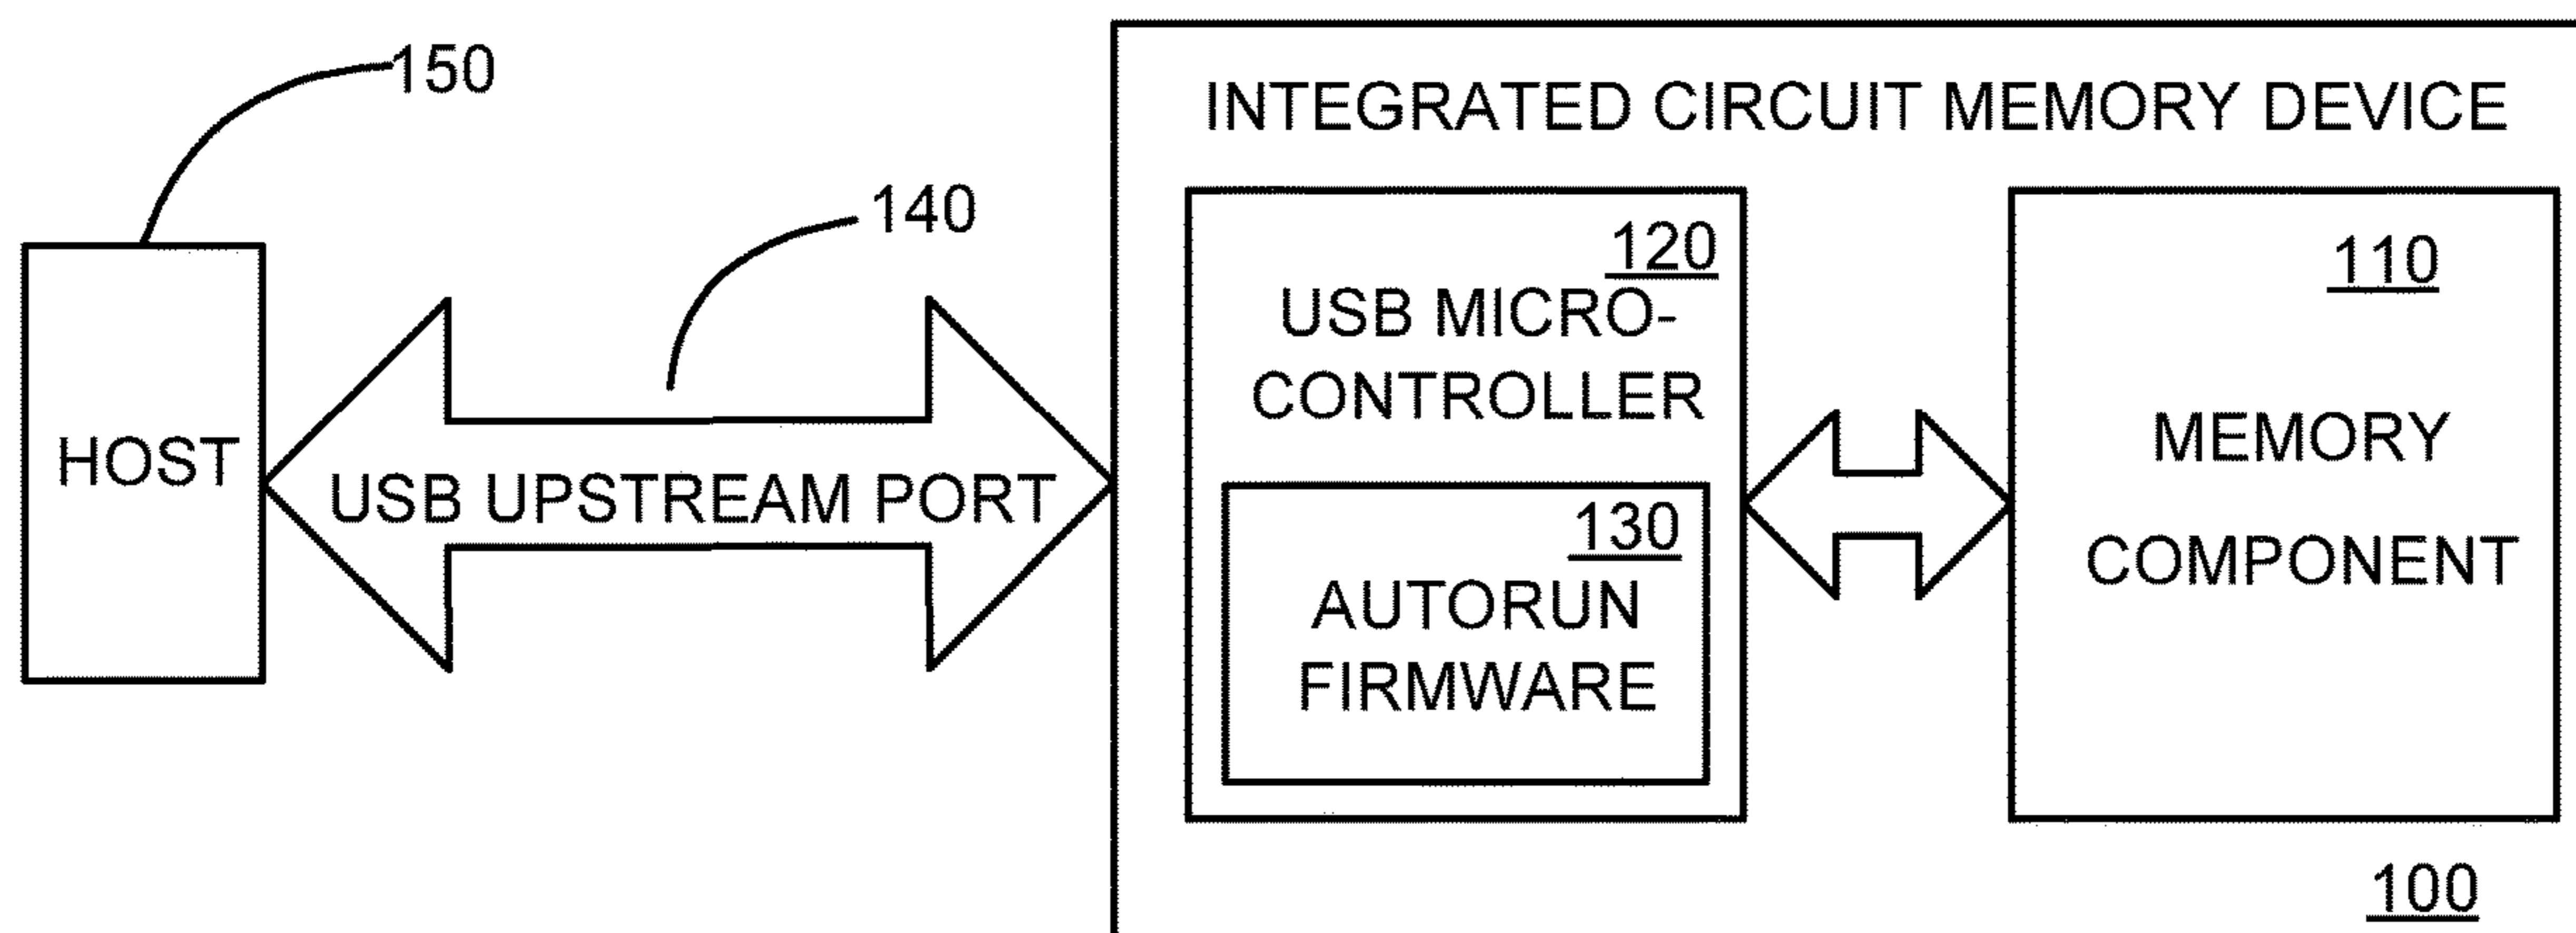 150
INTEGRATED CIRCUIT MEMORY DEVICE
140
120
110
USB MICRO-
CONTROLLER
MEMORY
COMPONENT
HOST
USB UPSTREAM PORT
130
AUTORUN
FIRMWARE
100